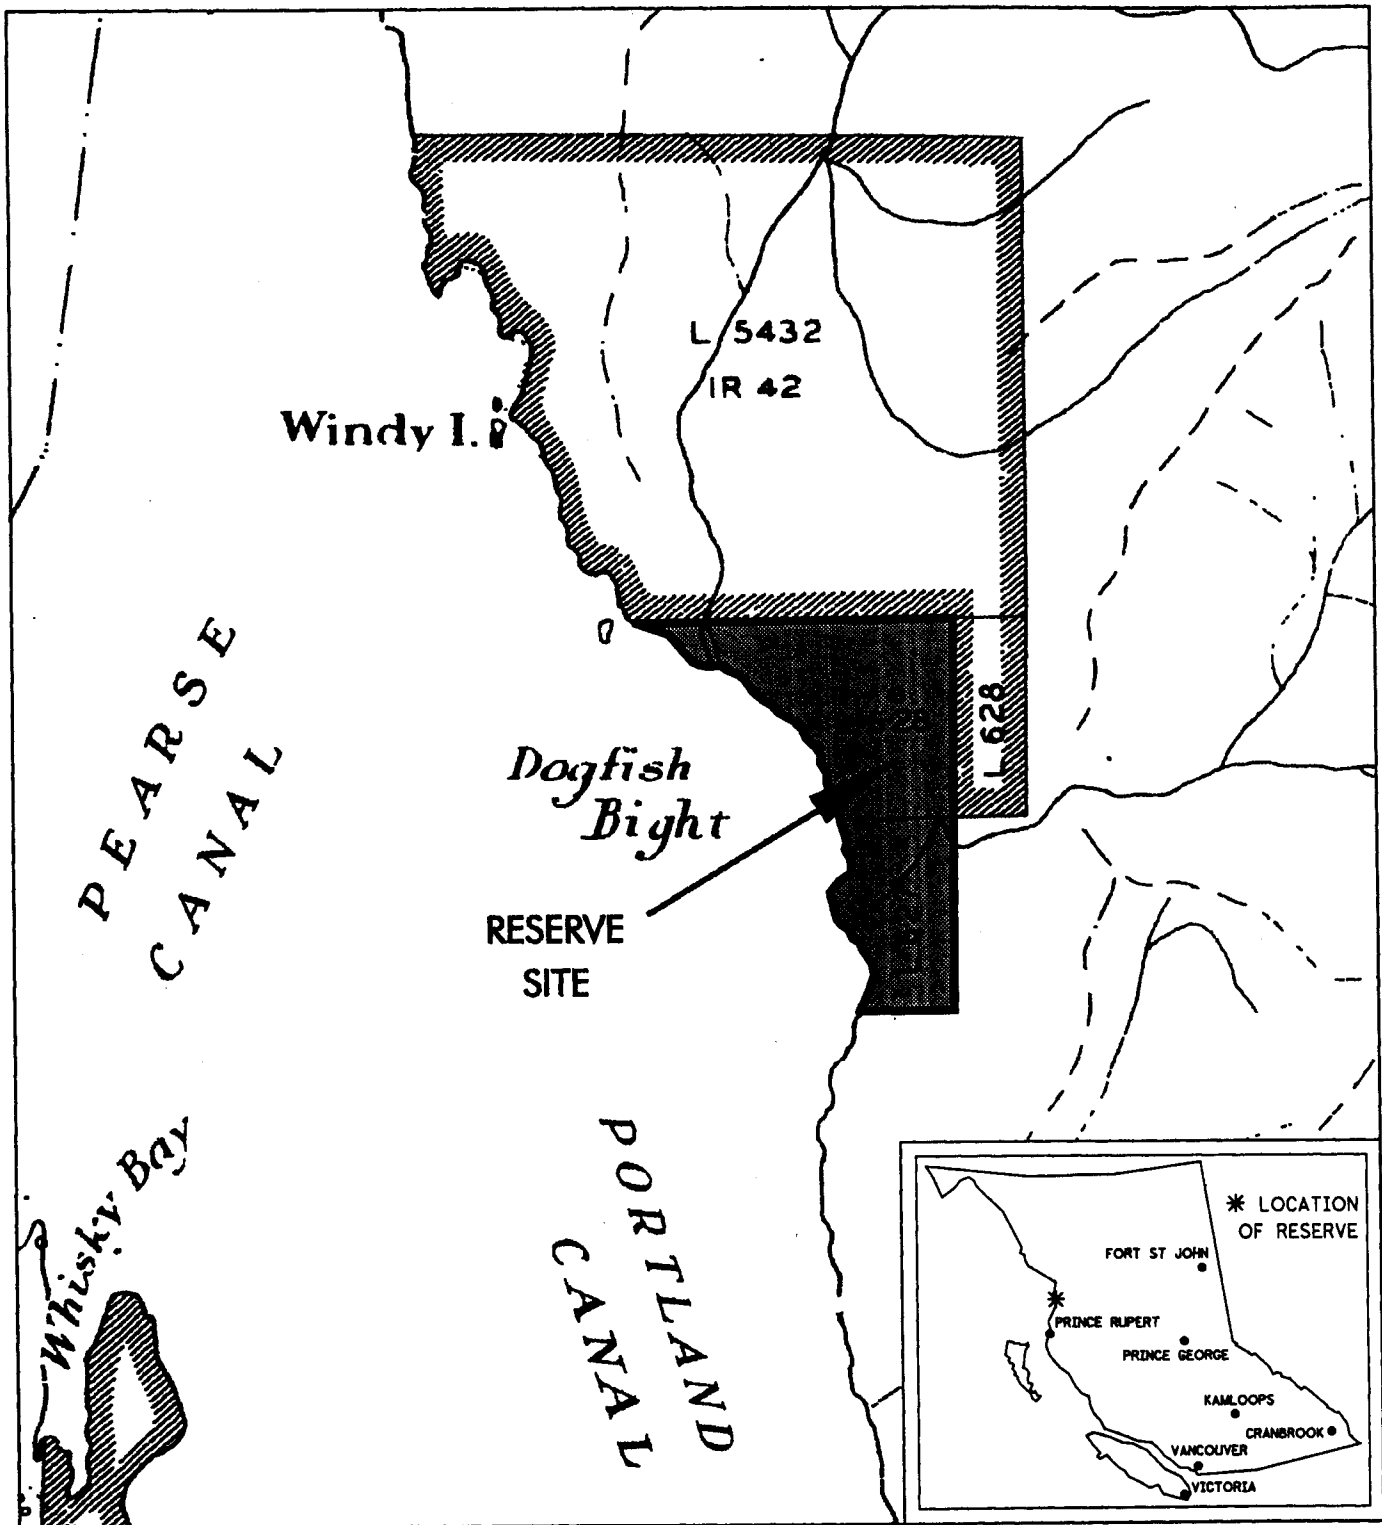 L 5432
IR 42
Windy I.
PEARSE
CANAL
L 628
Dogfish
Bight
RESERVE
SITE
Whisky Bay
PORTLAND
CANAL
* LOCATION
OF RESERVE
FORT ST JOHN
PRINCE RUPERT
PRINCE GEORGE
KAMLOOPS
CRANBROOK
VANCOUVER
VICTORIA